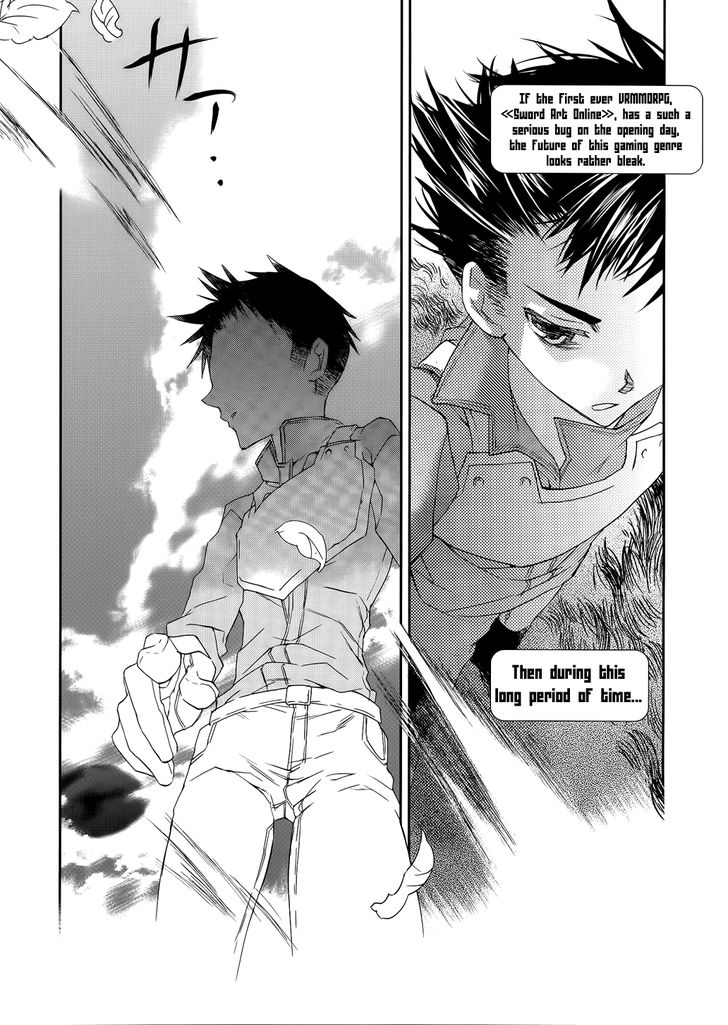 If the first ever VRMMORPG,
≪Sword Art Online≫, has a such a
serious bug on the opening day,
the future of this gaming genre
looks rather bleak.
Then during this
long period of time...
サァ…